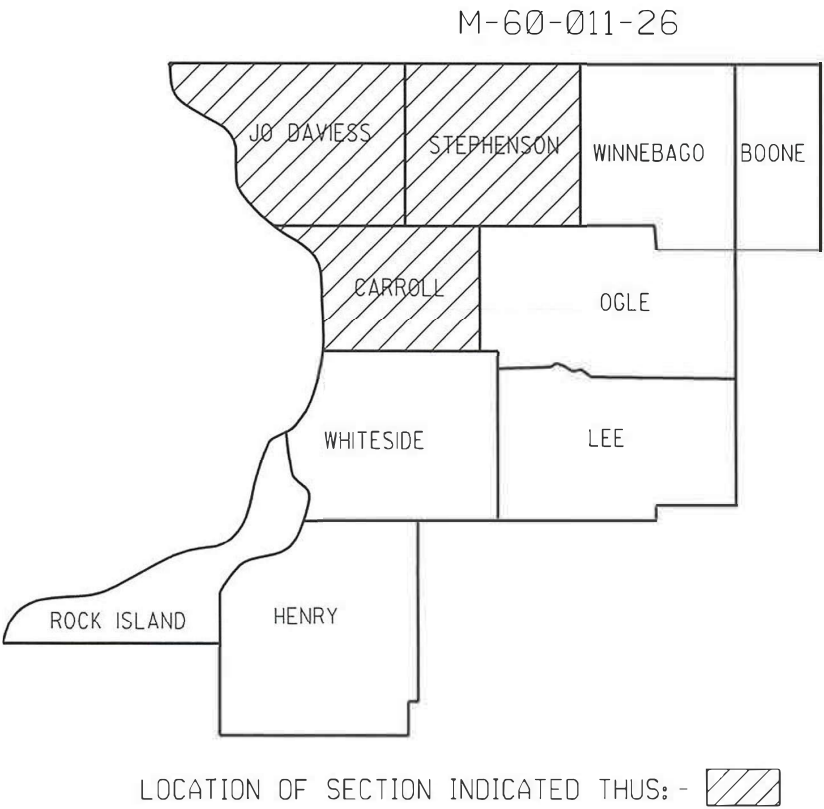 M-60-011-26
JO DAVIESS
STEPHENSON
WINNEBAGO
BOONE
CARROLL
OGLE
WHITESIDE
LEE
ROCK ISLAND
HENRY
LOCATION OF SECTION INDICATED THUS: -